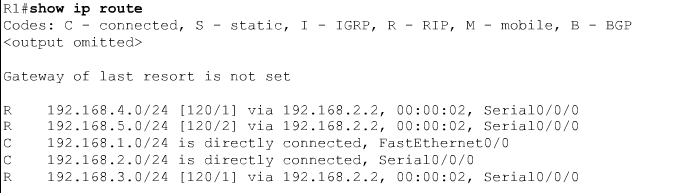 R1#show ip route
Codes: C - connected, S - static, I - IGRP, R - RIP, M - mobile, B - BGP
<output omitted>
Gateway of last resort is not set
R 192.168.4.0/24 [120/1] via 192.168.2.2, 00:00:02, Serial0/0/0
R 192.168.5.0/24 [120/2] via 192.168.2.2, 00:00:02, Serial0/0/0
C 192.168.1.0/24 is directly connected, FastEthernet0/0
C 192.168.2.0/24 is directly connected, Serial0/0/0
R 192.168.3.0/24 [120/1] via 192.168.2.2, 00:00:02, Serial0/0/0